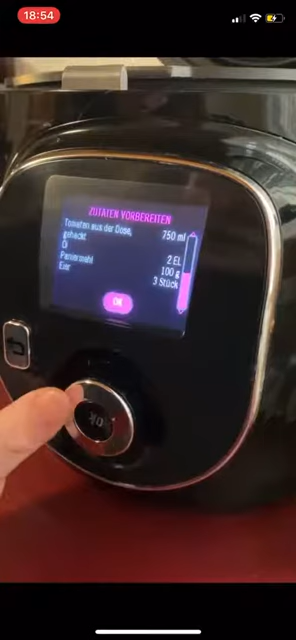 18:54
ZUTATEN VORBEREITEN
Tomaten aus der Dose, 750 ml
gehackt
Öl 2 EL
Paniermehl 100 g
Eier 3 Stück
OK
OK